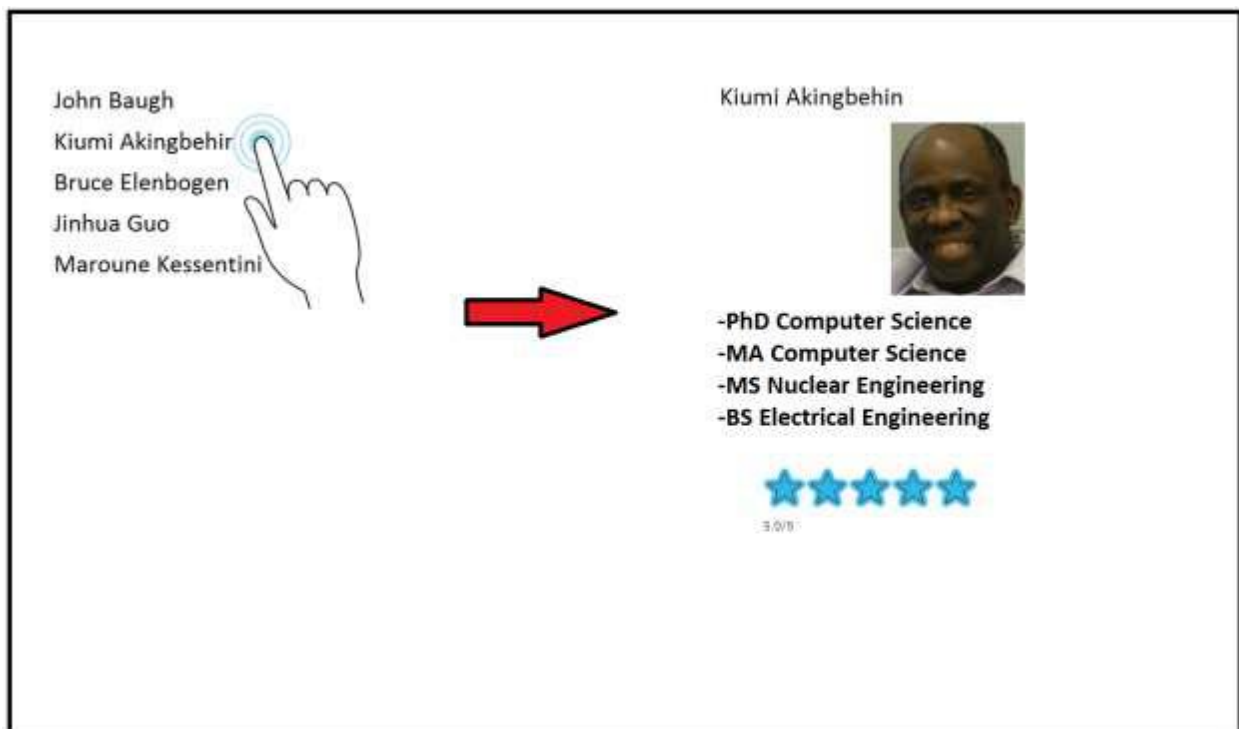 John Baugh
Kiumi Akingbehin
Bruce Elenbogen
Jinhua Guo
Maroune Kessentini
Kiumi Akingbehin
-PhD Computer Science
-MA Computer Science
-MS Nuclear Engineering
-BS Electrical Engineering